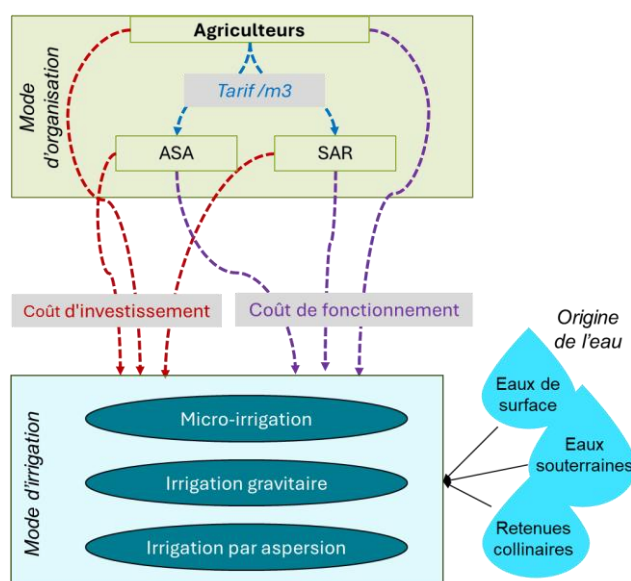 Mode
d'organisation
Agriculteurs
Tarif /m3
ASA
SAR
Coût d'investissement
Coût de fonctionnement
Origine
de l'eau
Eaux de
surface
Eaux
souterraines
Retenues
collinaires
Mode d'irrigation
Micro-irrigation
Irrigation gravitaire
Irrigation par aspersion